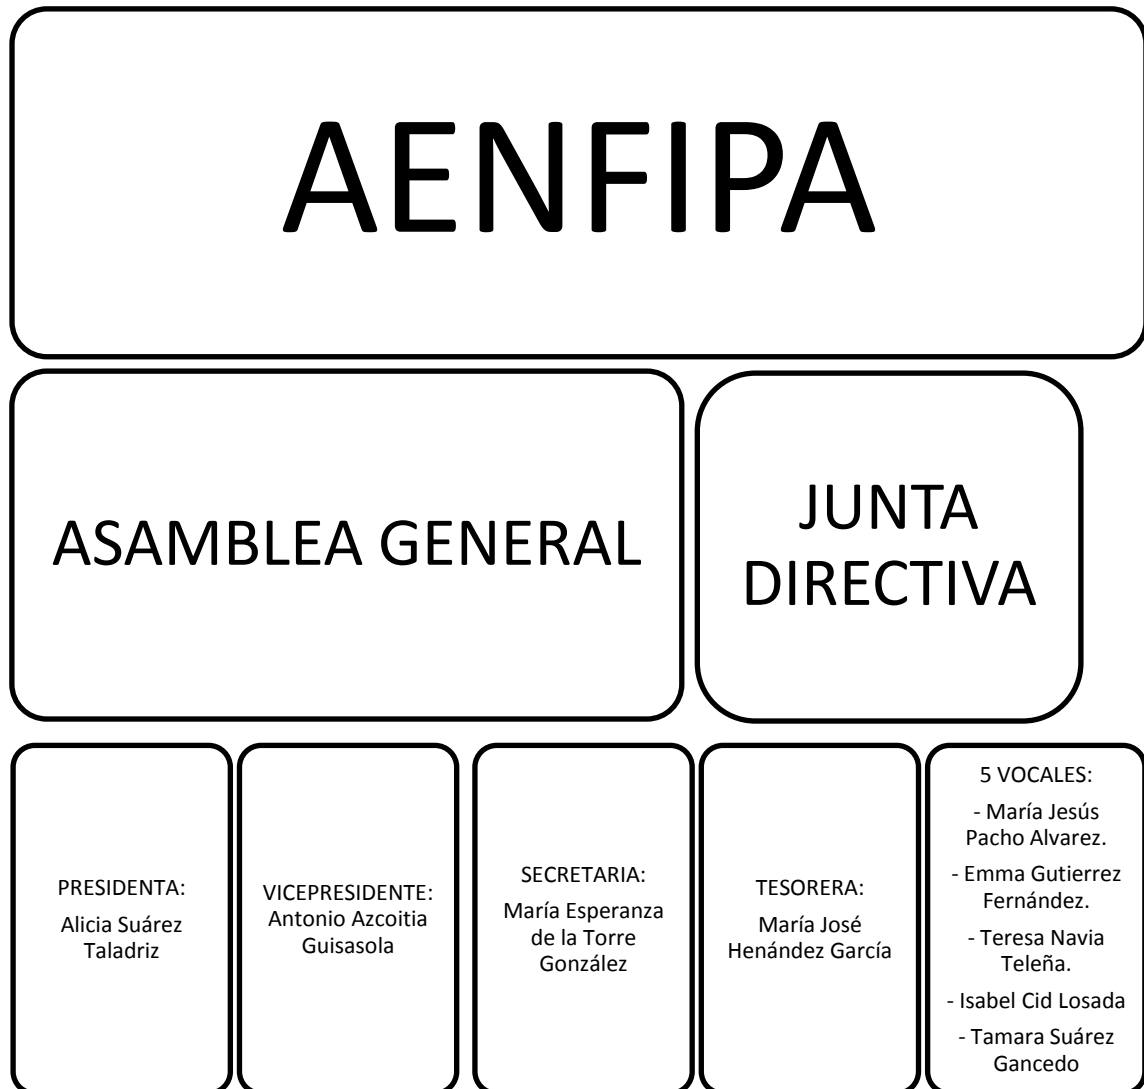 AENFIPA
ASAMBLEA GENERAL
JUNTA
DIRECTIVA
PRESIDENTA:
Alicia Suárez
Taladriz
VICEPRESIDENTE:
Antonio Azcoitia
Guisasola
SECRETARIA:
María Esperanza
de la Torre
González
TESORERA:
María José
Henández García
5 VOCALES:
- María Jesús
Pacho Alvarez.
- Emma Gutierrez
Fernández.
- Teresa Navia
Teleña.
- Isabel Cid Losada
- Tamara Suárez
Gancedo